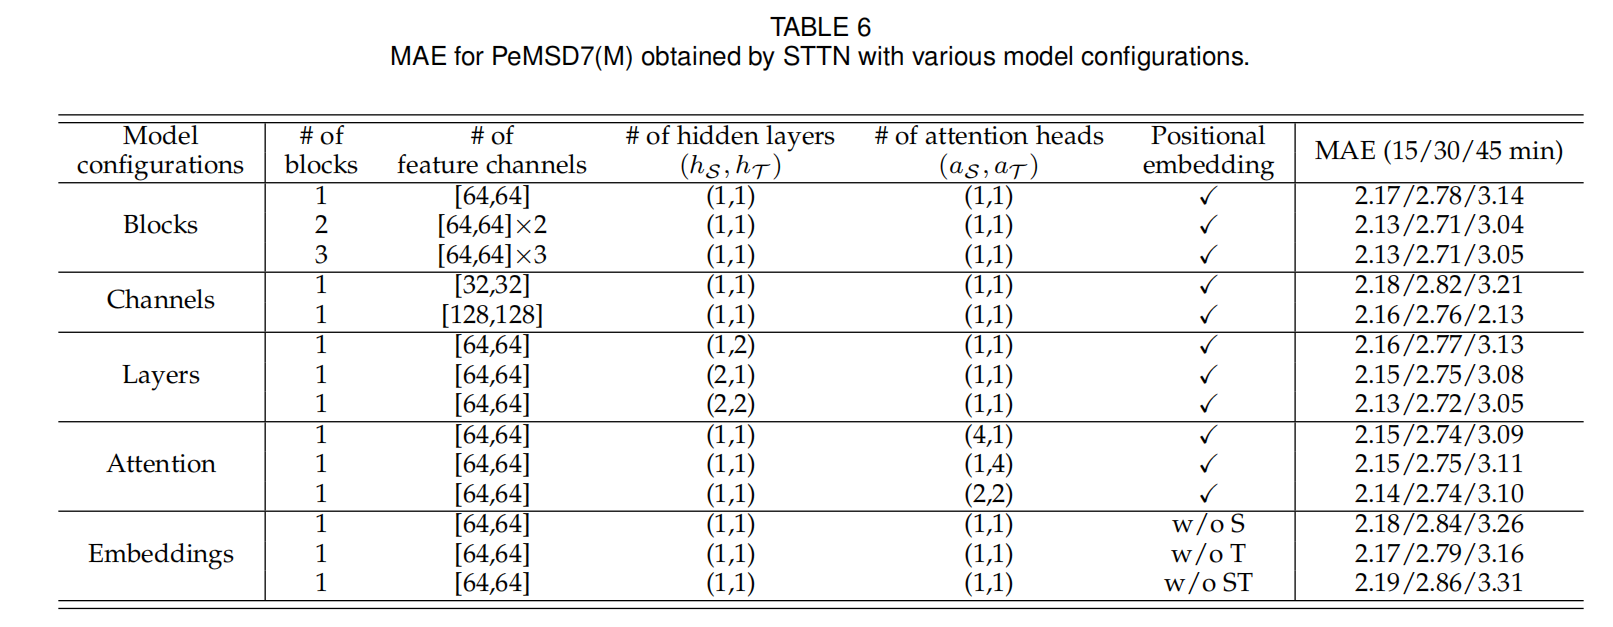 TABLE 6
MAE for PeMSD7(M) obtained by STTN with various model configurations.
Model configurations # of blocks # of feature channels # of hidden layers (h_S, h_T) # of attention heads (a_S, a_T) Positional embedding MAE (15/30/45 min)
Blocks 1 [64,64] (1,1) (1,1) ✓ 2.17/2.78/3.14
2 [64,64]×2 (1,1) (1,1) ✓ 2.13/2.71/3.04
3 [64,64]×3 (1,1) (1,1) ✓ 2.13/2.71/3.05
Channels 1 [32,32] (1,1) (1,1) ✓ 2.18/2.82/3.21
1 [128,128] (1,1) (1,1) ✓ 2.16/2.76/2.13
Layers 1 [64,64] (1,2) (1,1) ✓ 2.16/2.77/3.13
1 [64,64] (2,1) (1,1) ✓ 2.15/2.75/3.08
1 [64,64] (2,2) (1,1) ✓ 2.13/2.72/3.05
Attention 1 [64,64] (1,1) (4,1) ✓ 2.15/2.74/3.09
1 [64,64] (1,1) (1,4) ✓ 2.15/2.75/3.11
1 [64,64] (1,1) (2,2) ✓ 2.14/2.74/3.10
Embeddings 1 [64,64] (1,1) (1,1) w/o S 2.18/2.84/3.26
1 [64,64] (1,1) (1,1) w/o T 2.17/2.79/3.16
1 [64,64] (1,1) (1,1) w/o ST 2.19/2.86/3.31